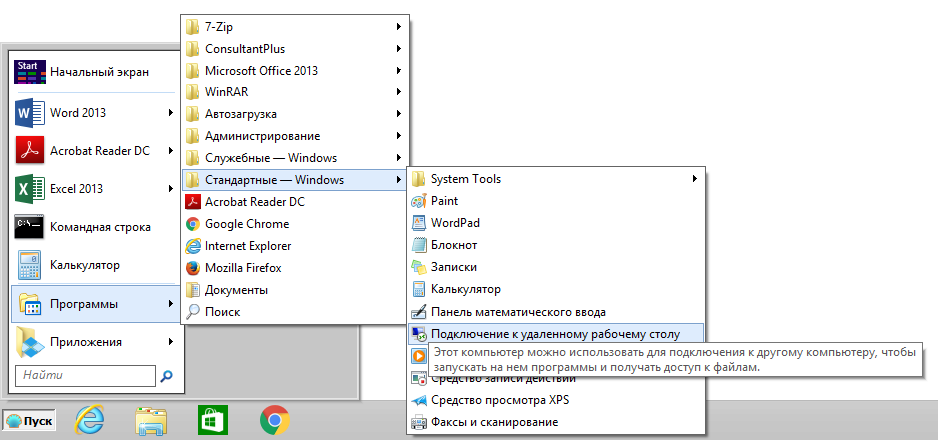 Start
Начальный экран
Word 2013
Acrobat Reader DC
Excel 2013
C:\>_
Командная строка
Калькулятор
Программы
Приложения
Найти
Пуск
7-Zip
ConsultantPlus
Microsoft Office 2013
WinRAR
Автозагрузка
Администрирование
Служебные — Windows
Стандартные — Windows
Acrobat Reader DC
Google Chrome
Internet Explorer
Mozilla Firefox
Документы
Поиск
System Tools
Paint
WordPad
Блокнот
Записки
Калькулятор
Панель математического ввода
Подключение к удаленному рабочему столу
Этот компьютер можно использовать для подключения к другому компьютеру, чтобы
запускать на нем программы и получать доступ к файлам.
Средство записи действий
Средство просмотра XPS
Факсы и сканирование